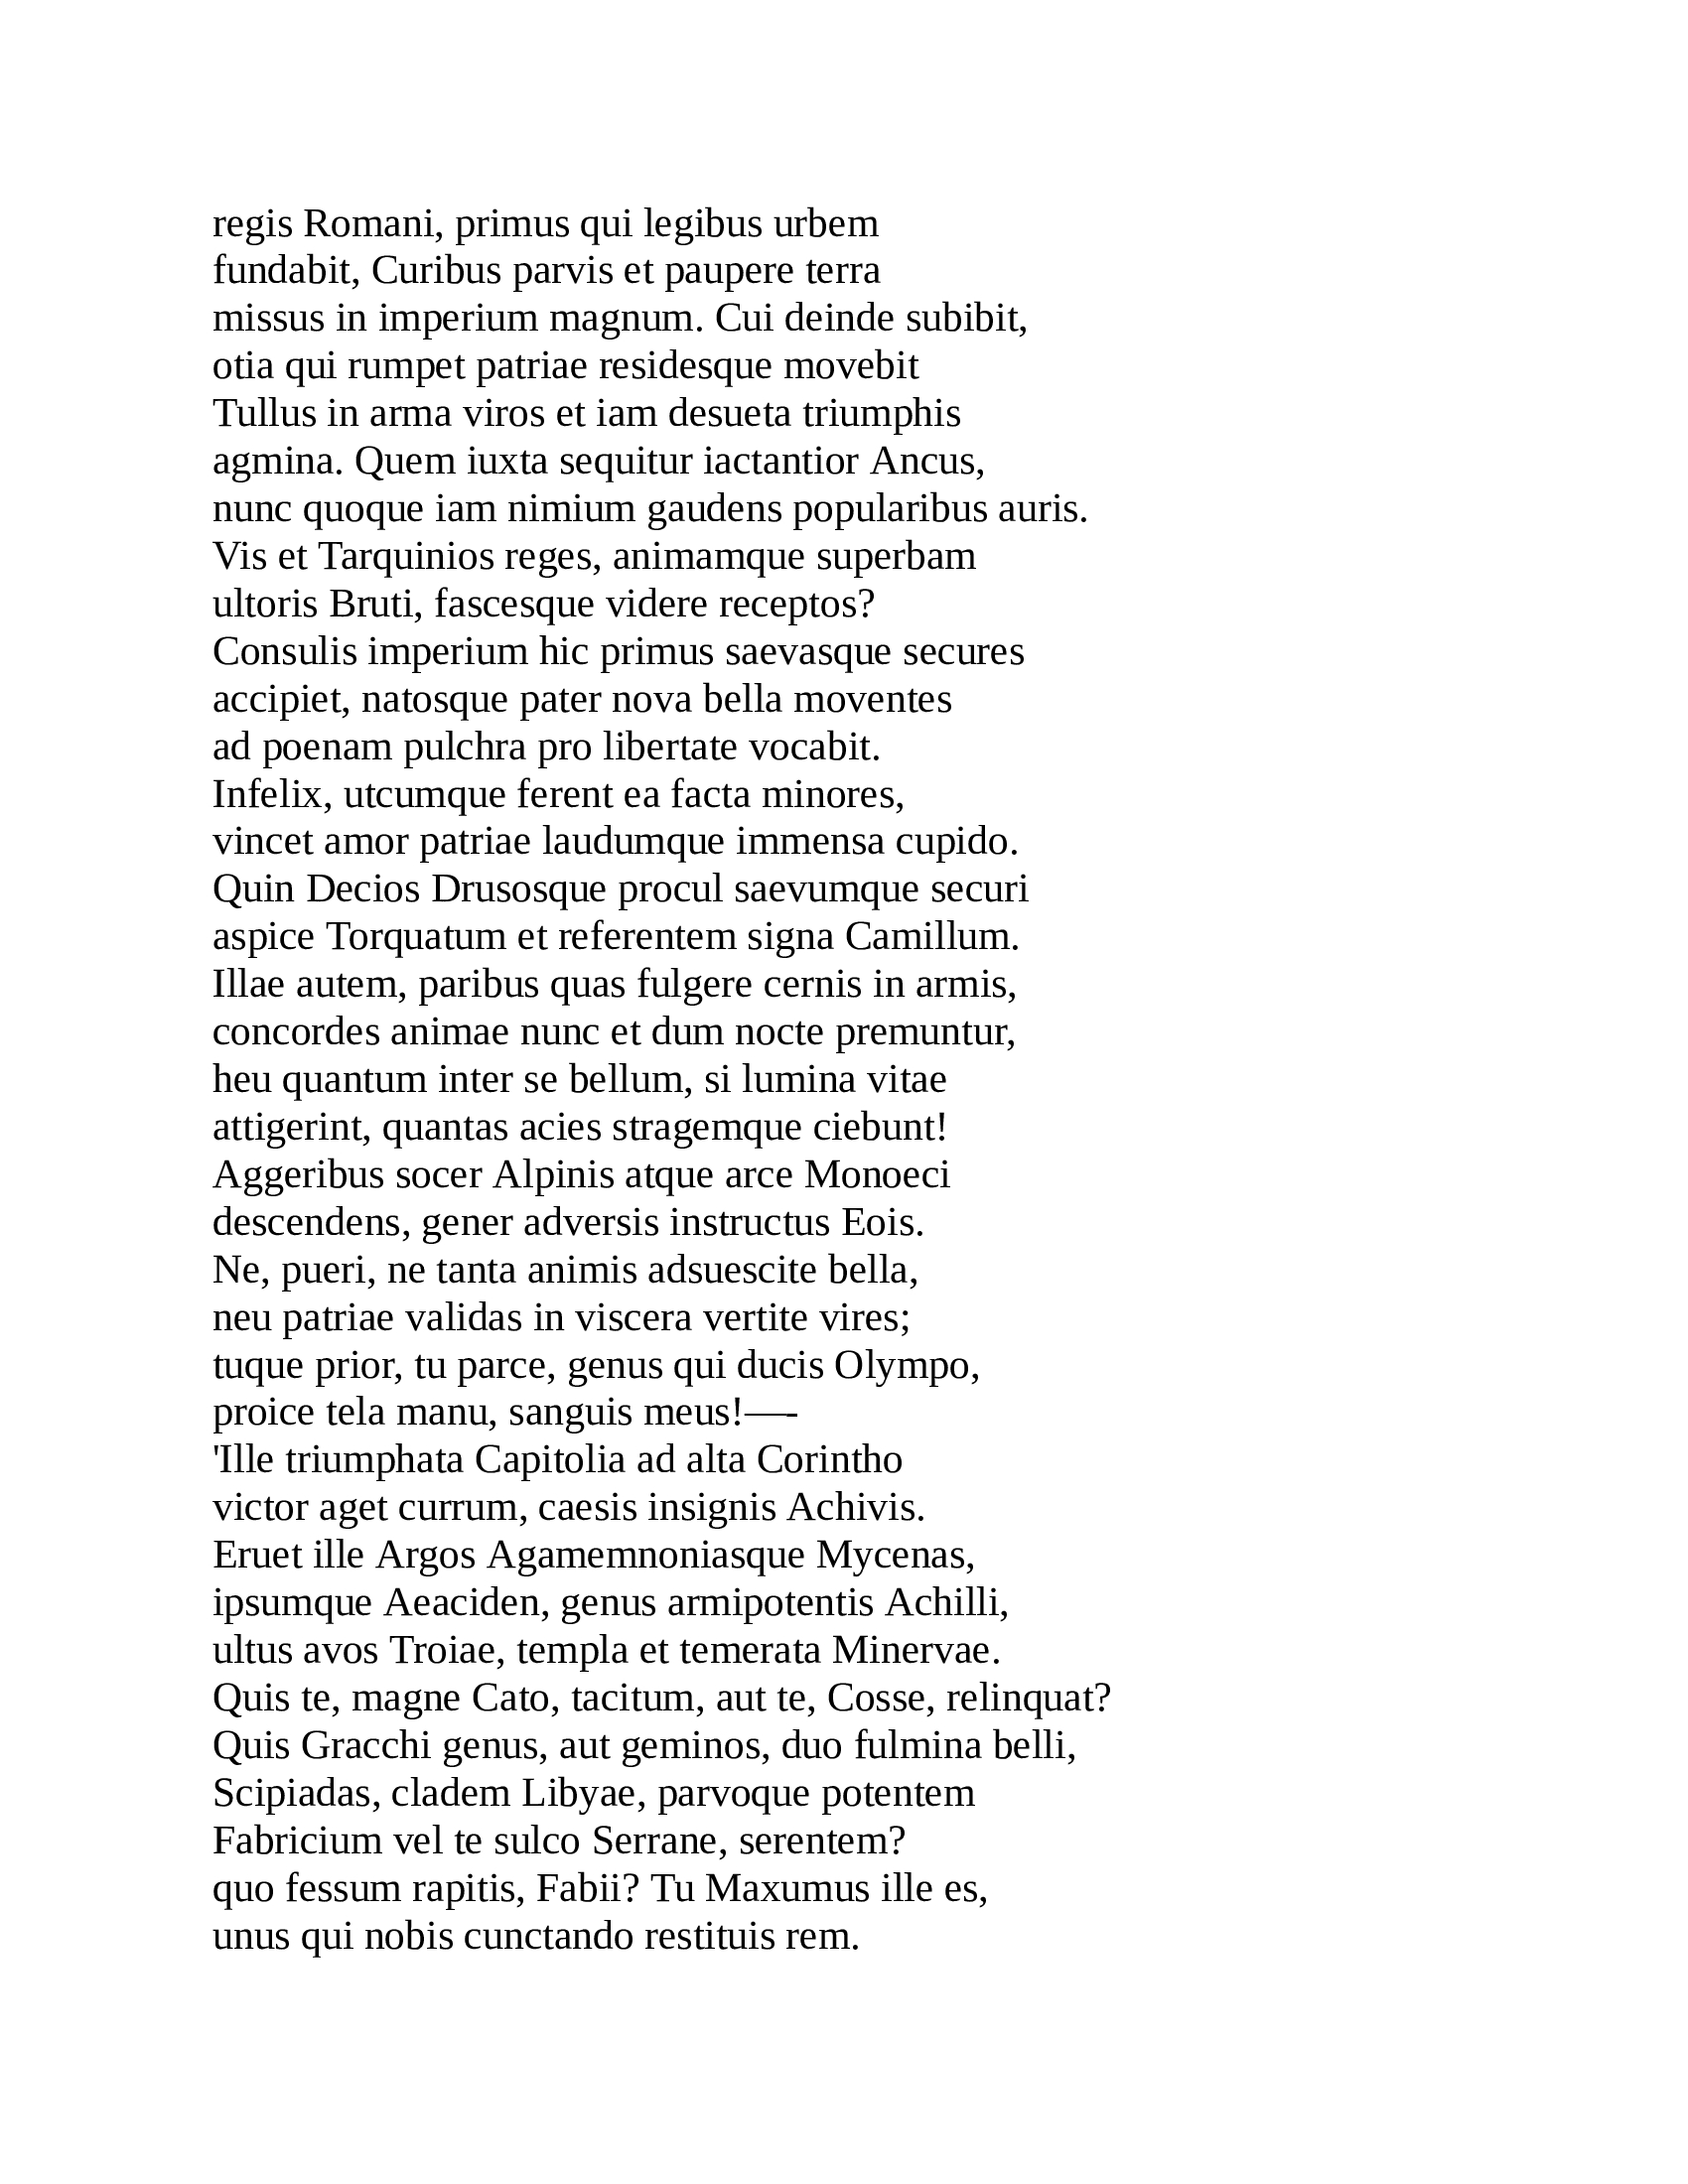 regis Romani, primus qui legibus urbem
fundabit, Curibus parvis et paupere terra
missus in imperium magnum. Cui deinde subibit,
otia qui rumpet patriae residesque movebit
Tullus in arma viros et iam desueta triumphis
agmina. Quem iuxta sequitur iactantior Ancus,
nunc quoque iam nimium gaudens popularibus auris.
Vis et Tarquinios reges, animamque superbam
ultoris Bruti, fascesque videre receptos?
Consulis imperium hic primus saevasque secures
accipiet, natosque pater nova bella moventes
ad poenam pulchra pro libertate vocabit.
Infelix, utcumque ferent ea facta minores,
vincet amor patriae laudumque immensa cupido.
Quin Decios Drusosque procul saevumque securi
aspice Torquatum et referentem signa Camillum.
Illae autem, paribus quas fulgere cernis in armis,
concordes animae nunc et dum nocte premuntur,
heu quantum inter se bellum, si lumina vitae
attigerint, quantas acies stragemque ciebunt!
Aggeribus socer Alpinis atque arce Monoeci
descendens, gener adversis instructus Eois.
Ne, pueri, ne tanta animis adsuescite bella,
neu patriae validas in viscera vertite vires;
tuque prior, tu parce, genus qui ducis Olympo,
proice tela manu, sanguis meus!—-
'Ille triumphata Capitolia ad alta Corintho
victor aget currum, caesis insignis Achivis.
Eruet ille Argos Agamemnoniasque Mycenas,
ipsumque Aeaciden, genus armipotentis Achilli,
ultus avos Troiae, templa et temerata Minervae.
Quis te, magne Cato, tacitum, aut te, Cosse, relinquat?
Quis Gracchi genus, aut geminos, duo fulmina belli,
Scipiadas, cladem Libyae, parvoque potentem
Fabricium vel te sulco Serrane, serentem?
quo fessum rapitis, Fabii? Tu Maxumus ille es,
unus qui nobis cunctando restituis rem.